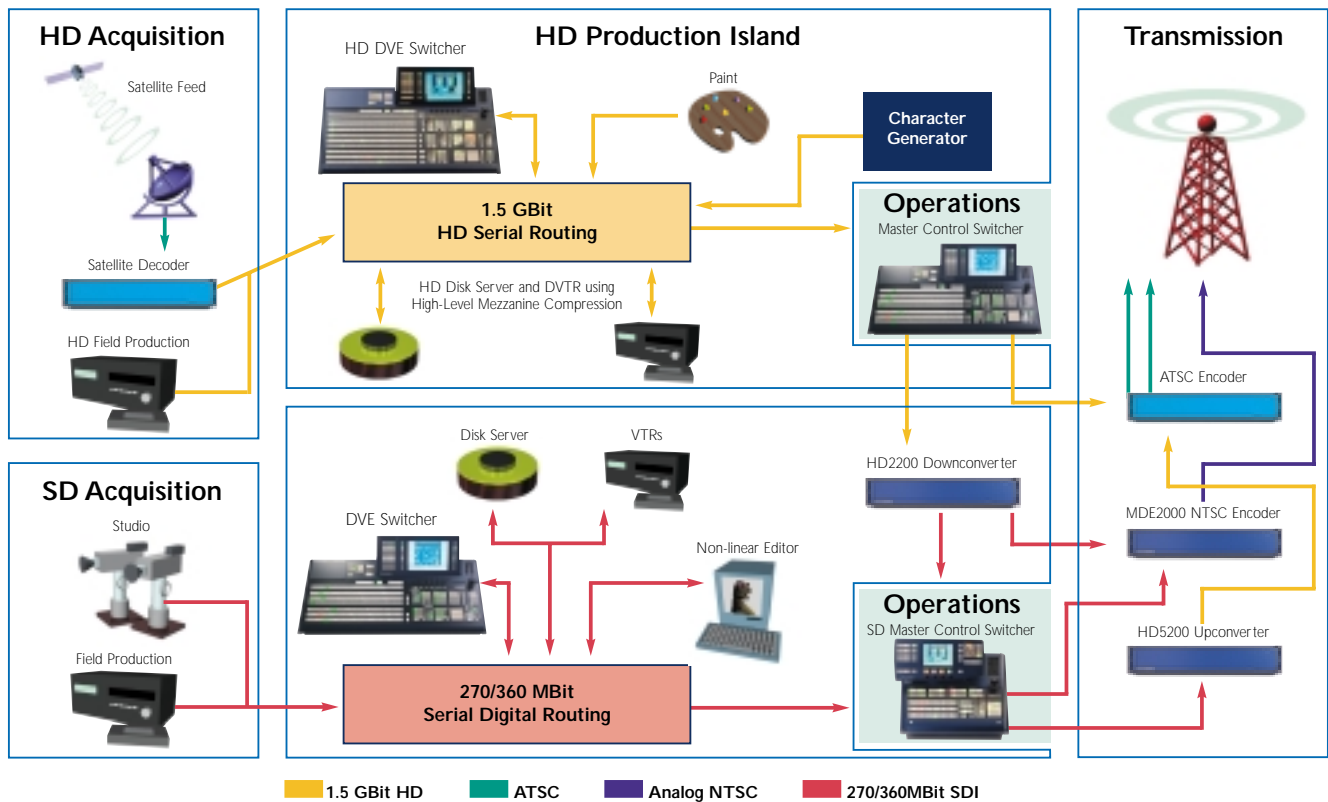 HD Acquisition
Satellite Feed
Satellite Decoder
HD Field Production
HD Production Island
HD DVE Switcher
Paint
Character
Generator
1.5 GBit
HD Serial Routing
HD Disk Server and DVTR using
High-Level Mezzanine Compression
Operations
Master Control Switcher
Transmission
ATSC Encoder
MDE2000 NTSC Encoder
HD5200 Upconverter
SD Acquisition
Studio
Field Production
Disk Server
VTRs
DVE Switcher
Non-linear Editor
HD2200 Downconverter
270/360 MBit
Serial Digital Routing
Operations
SD Master Control Switcher
1.5 GBit HD
ATSC
Analog NTSC
270/360MBit SDI